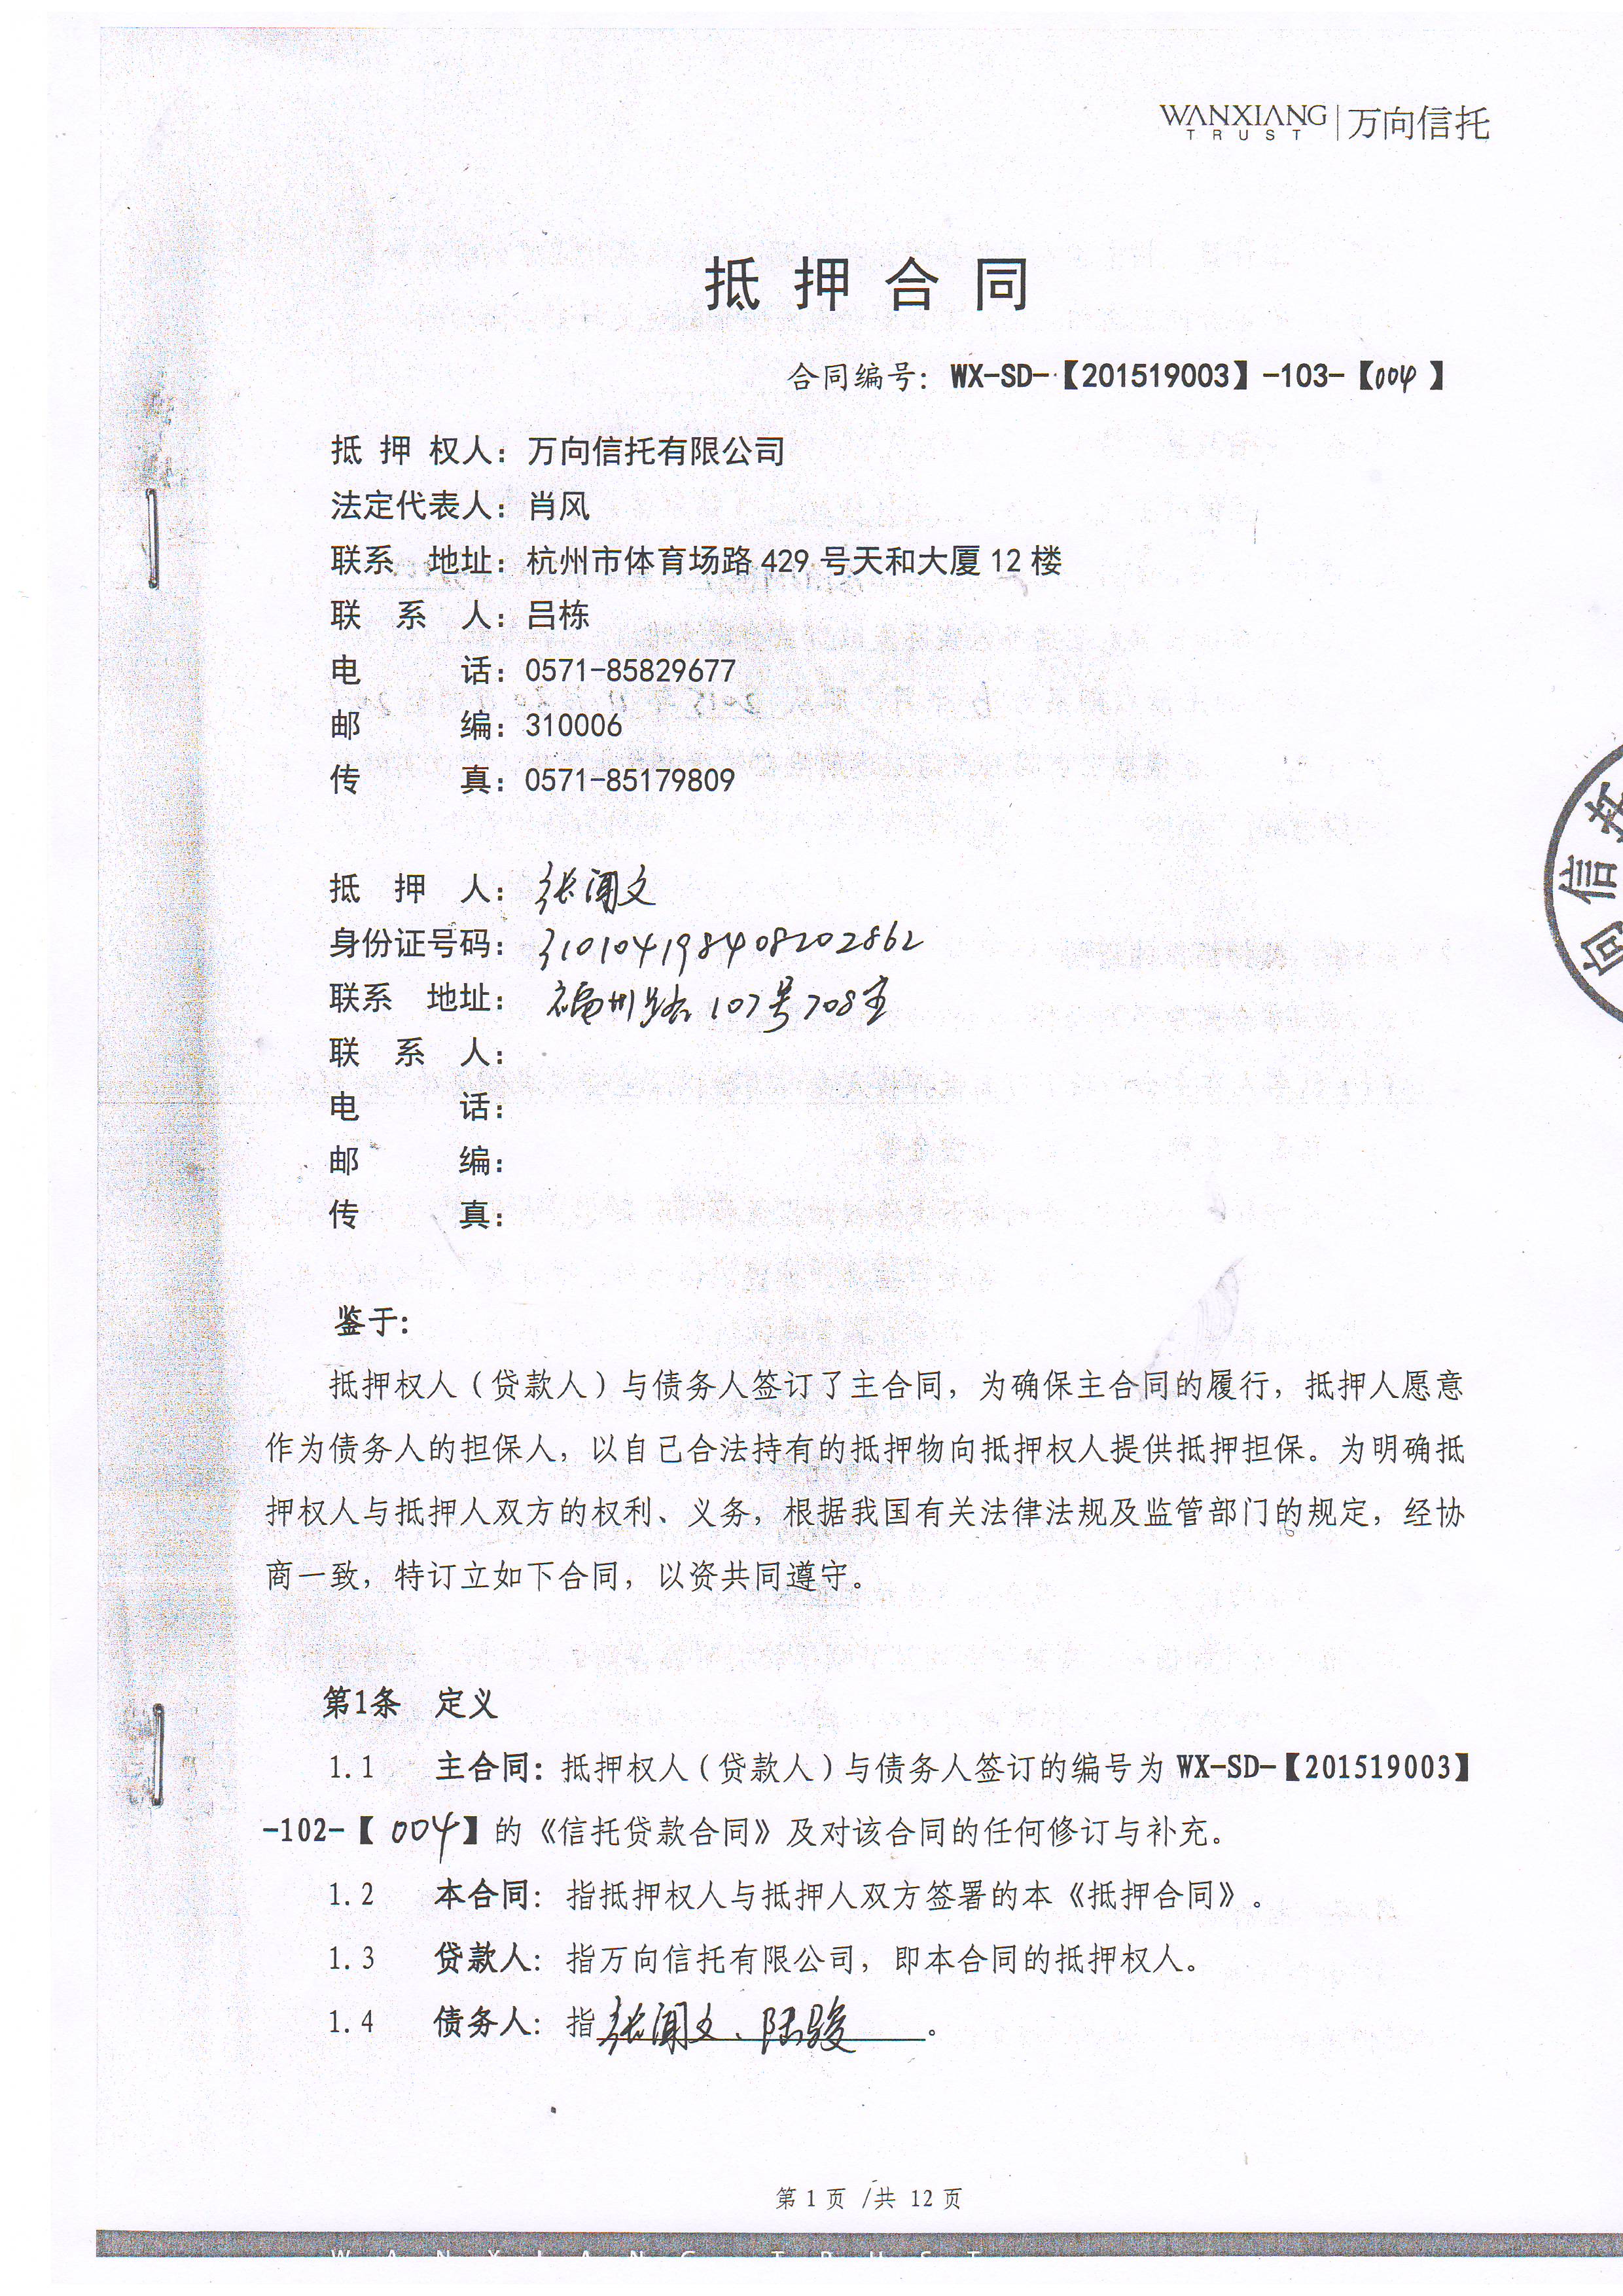 WANXIANG TRUST | 万向信托
抵押合同
合同编号：WX-SD-【201519003】-103-【004】
抵押权人：万向信托有限公司
法定代表人：肖风
联系地址：杭州市体育场路429号天和大厦12楼
联系人：吕栋
电话：0571-85829677
邮编：310006
传真：0571-85179809
抵押人：张闻文
身份证号码：310104198408202862
联系地址：福州路107号708室
联系人：
电话：
邮编：
传真：
鉴于：
抵押权人（贷款人）与债务人签订了主合同，为确保主合同的履行，抵押人愿意
作为债务人的担保人，以自己合法持有的抵押物向抵押权人提供抵押担保。为明确抵
押权人与抵押人双方的权利、义务，根据我国有关法律法规及监管部门的规定，经协
商一致，特订立如下合同，以资共同遵守。
第1条 定义
1.1 主合同：抵押权人（贷款人）与债务人签订的编号为WX-SD-【201519003】
-102-【004】的《信托贷款合同》及对该合同的任何修订与补充。
1.2 本合同：指抵押权人与抵押人双方签署的本《抵押合同》。
1.3 贷款人：指万向信托有限公司，即本合同的抵押权人。
1.4 债务人：指张闻文、陆骏。
第1页/共12页
向信托